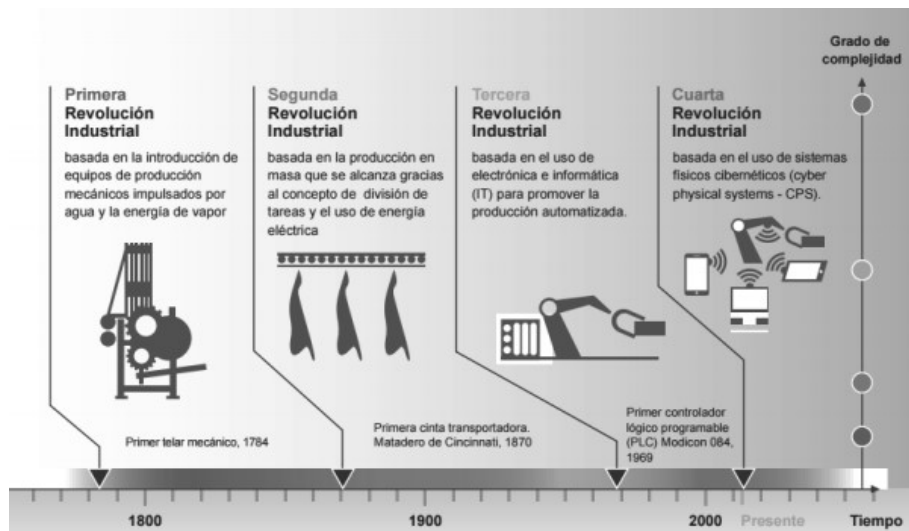 Grado de
complejidad
Primera
Revolución
Industrial
basada en la introducción de
equipos de producción
mecánicos impulsados por
agua y la energía de vapor
Segunda
Revolución
Industrial
basada en la producción en
masa que se alcanza gracias
al concepto de división de
tareas y el uso de energía
eléctrica
Tercera
Revolución
Industrial
basada en el uso de
electrónica e informática
(IT) para promover la
producción automatizada.
Cuarta
Revolución
Industrial
basada en el uso de sistemas
físicos cibernéticos (cyber
physical systems - CPS).
Primer telar mecánico, 1784
Primera cinta transportadora.
Matadero de Cincinnati, 1870
Primer controlador
lógico programable
(PLC) Modicon 084,
1969
1800
1900
2000
Presente
Tiempo